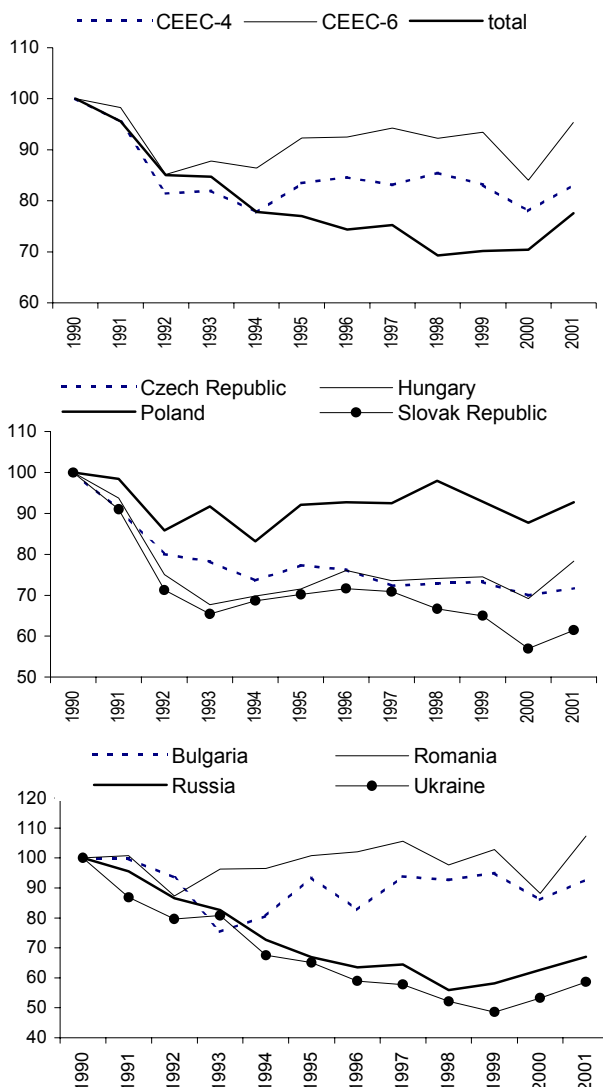 CEEC-4 CEEC-6 total
110
100
90
80
70
60
1990 1991 1992 1993 1994 1995 1996 1997 1998 1999 2000 2001
Czech Republic Hungary
Poland Slovak Republic
110
100
90
80
70
60
50
1990 1991 1992 1993 1994 1995 1996 1997 1998 1999 2000 2001
Bulgaria Romania
Russia Ukraine
120
110
100
90
80
70
60
50
40
1990 1991 1992 1993 1994 1995 1996 1997 1998 1999 2000 2001